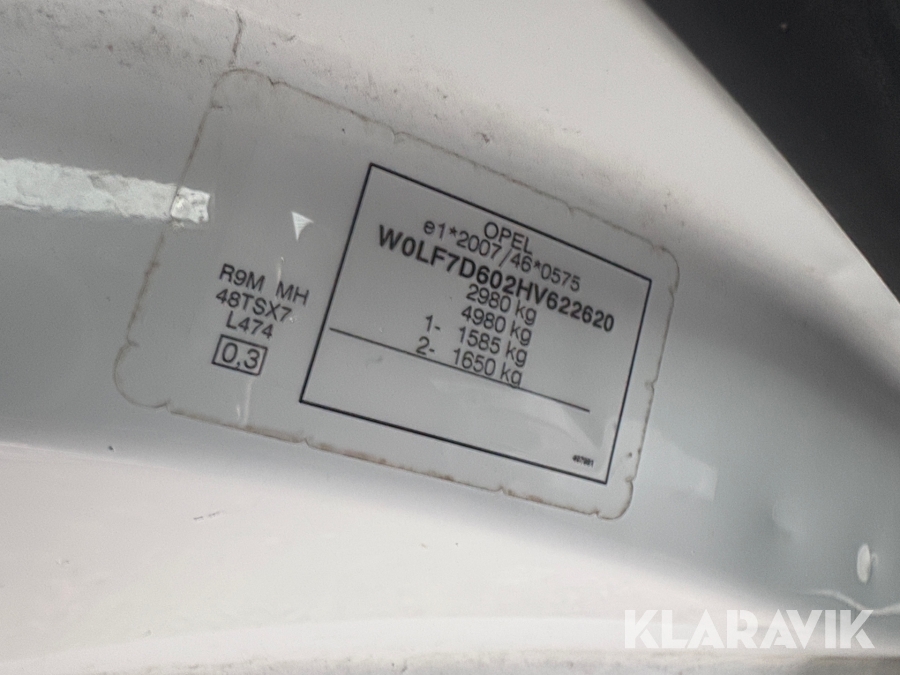 OPEL
e1*2007/46*0575
W0LF7D602HV622620
2980 kg
4980 kg
1- 1585 kg
2- 1650 kg
R9M MH
48TSX7
L474
0.3
KLARAVIK